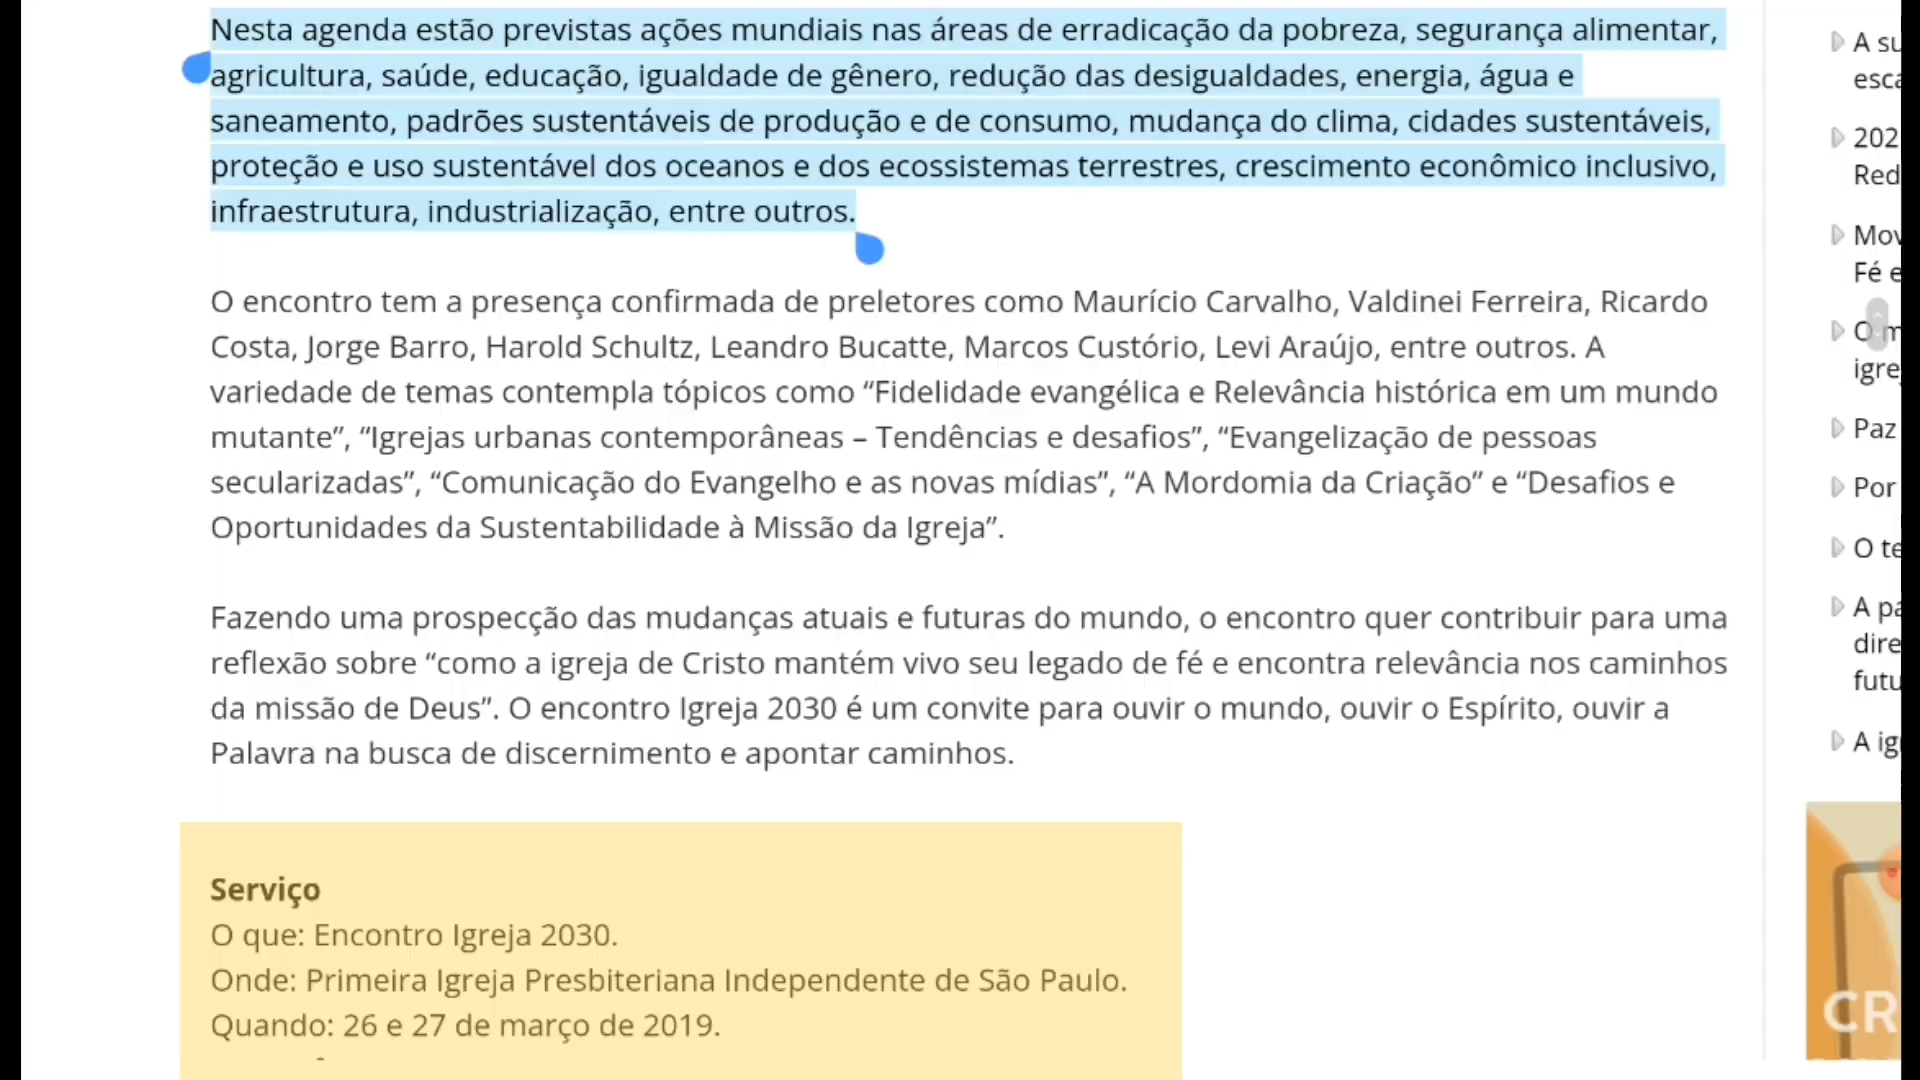 Nesta agenda estão previstas ações mundiais nas áreas de erradicação da pobreza, segurança alimentar,
agricultura, saúde, educação, igualdade de gênero, redução das desigualdades, energia, água e
saneamento, padrões sustentáveis de produção e de consumo, mudança do clima, cidades sustentáveis,
proteção e uso sustentável dos oceanos e dos ecossistemas terrestres, crescimento econômico inclusivo,
infraestrutura, industrialização, entre outros.
O encontro tem a presença confirmada de preletores como Maurício Carvalho, Valdinei Ferreira, Ricardo
Costa, Jorge Barro, Harold Schultz, Leandro Bucatte, Marcos Custório, Levi Araújo, entre outros. A
variedade de temas contempla tópicos como “Fidelidade evangélica e Relevância histórica em um mundo
mutante”, “Igrejas urbanas contemporâneas – Tendências e desafios”, “Evangelização de pessoas
secularizadas”, “Comunicação do Evangelho e as novas mídias”, “A Mordomia da Criação” e “Desafios e
Oportunidades da Sustentabilidade à Missão da Igreja”.
Fazendo uma prospecção das mudanças atuais e futuras do mundo, o encontro quer contribuir para uma
reflexão sobre “como a igreja de Cristo mantém vivo seu legado de fé e encontra relevância nos caminhos
da missão de Deus”. O encontro Igreja 2030 é um convite para ouvir o mundo, ouvir o Espírito, ouvir a
Palavra na busca de discernimento e apontar caminhos.
Serviço
O que: Encontro Igreja 2030.
Onde: Primeira Igreja Presbiteriana Independente de São Paulo.
Quando: 26 e 27 de março de 2019.
A su
esca
202
Red
Mov
Fé e
O m
igre
Paz
Por
O te
A pa
dire
futu
A ig
CR